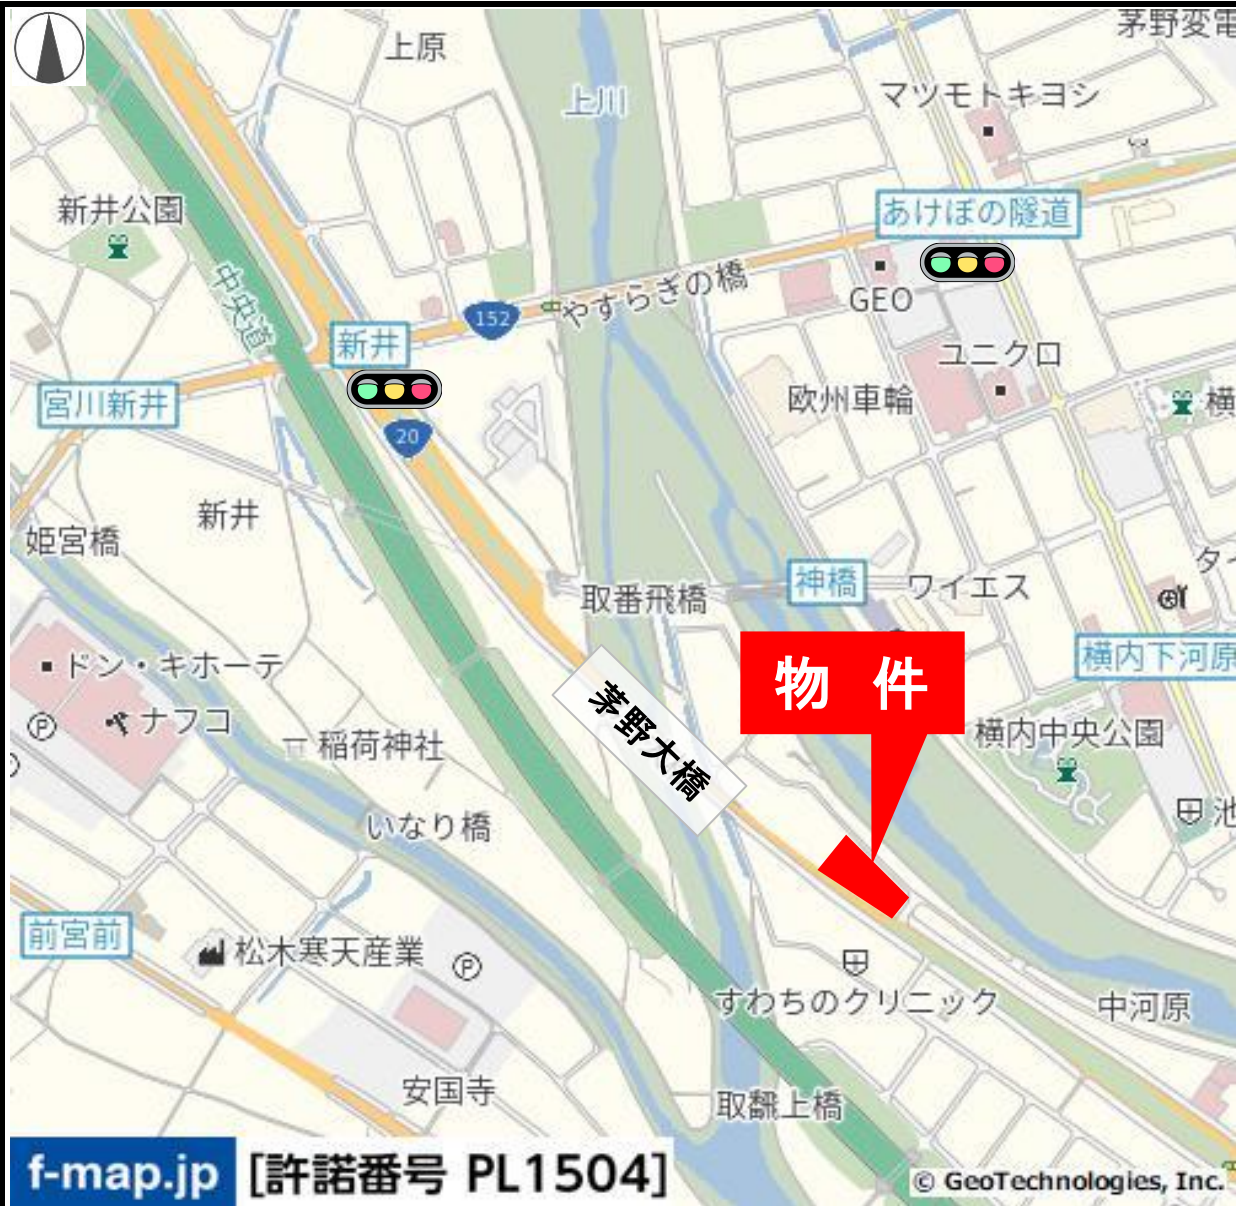 茅野変電
上原
上川
マツモトキヨシ
新井公園
あけぼの隧道
中央道
やすらぎの橋
GEO
152
新井
ユニクロ
宮川新井
欧州車輪
横
20
新井
姫宮橋
取番飛橋
神橋
ワイエス
タイ
横内下河原
ドン・キホーテ
物 件
P
ナフコ
稲荷神社
茅野大橋
横内中央公園
いなり橋
池
前宮前
松木寒天産業
P
すわちのクリニック
中河原
安国寺
取飜上橋
f-map.jp [許諾番号 PL1504]
© GeoTechnologies, Inc.